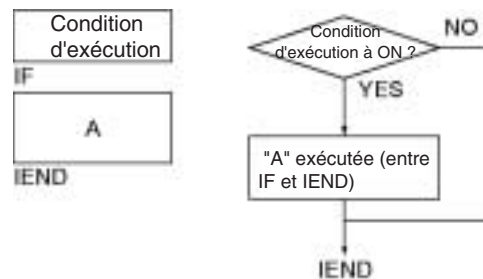 Condition
d'exécution
IF
A
IEND
Condition
d'exécution à ON ?
NO
YES
"A" exécutée (entre
IF et IEND)
IEND